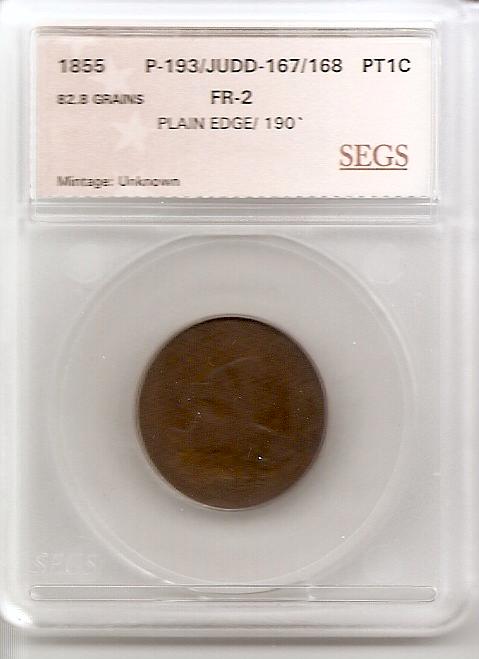 1855 P-193/JUDD-167/168 PT1C
82.8 GRAINS FR-2
PLAIN EDGE/ 190`
SEGS
Mintage: Unknown
SEGS